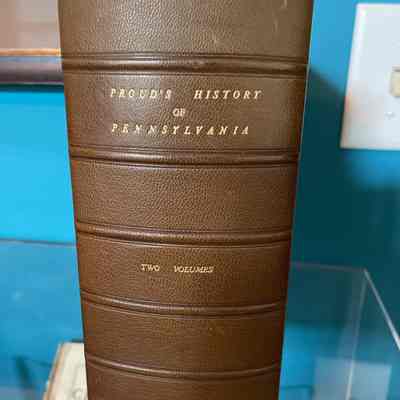 PROUD'S HISTORY
OF
PENNSYLVANIA
TWO VOLUMES